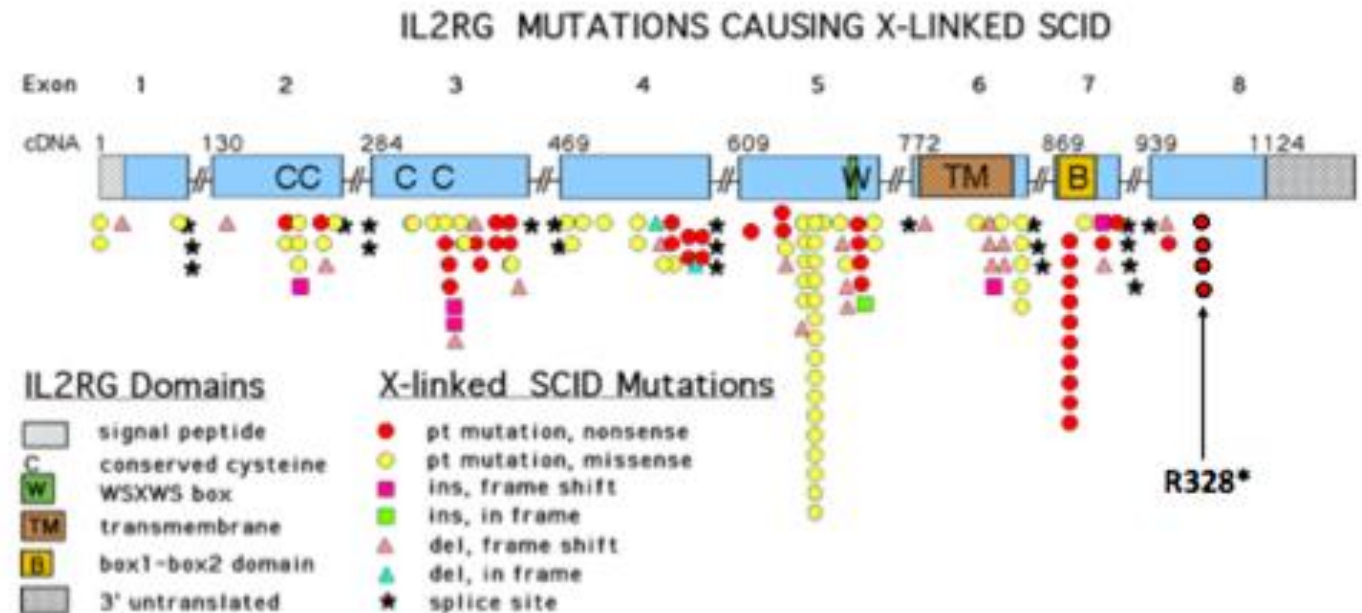 IL2RG MUTATIONS CAUSING X-LINKED SCID
Exon 1 2 3 4 5 6 7 8
cDNA 1 130 284 469 609 772 869 939 1124
CC C C W TM B
R328*
IL2RG Domains
signal peptide
C conserved cysteine
W WSXWS box
TM transmembrane
B box1-box2 domain
3' untranslated
X-linked SCID Mutations
pt mutation, nonsense
pt mutation, missense
ins, frame shift
ins, in frame
del, frame shift
del, in frame
splice site